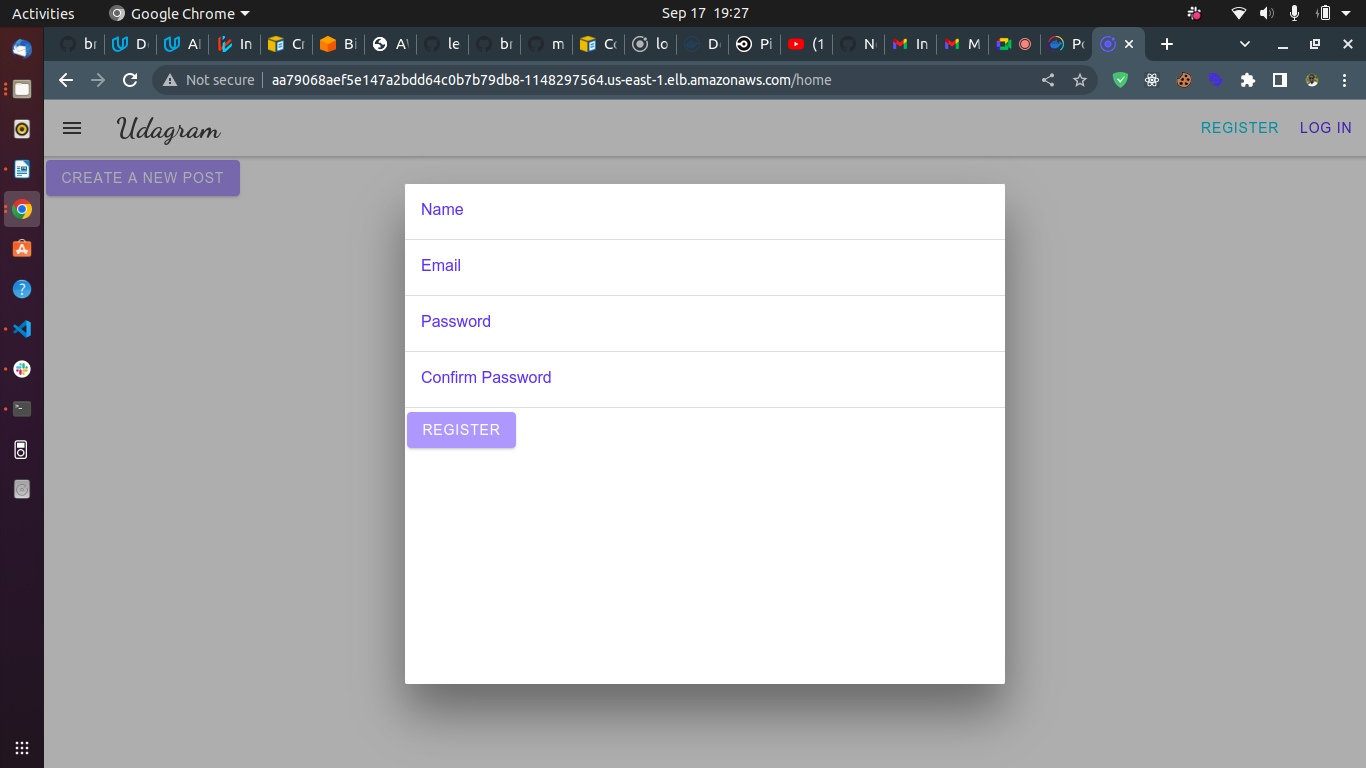 Activities Google Chrome Sep 17 19:27
br D A In Cr Bi A le br m Co lo D Pi (1 N In M Po
Not secure aa79068aef5e147a2bdd64c0b7b79db8-1148297564.us-east-1.elb.amazonaws.com/home
Udagram REGISTER LOG IN
CREATE A NEW POST
Name
Email
Password
Confirm Password
REGISTER